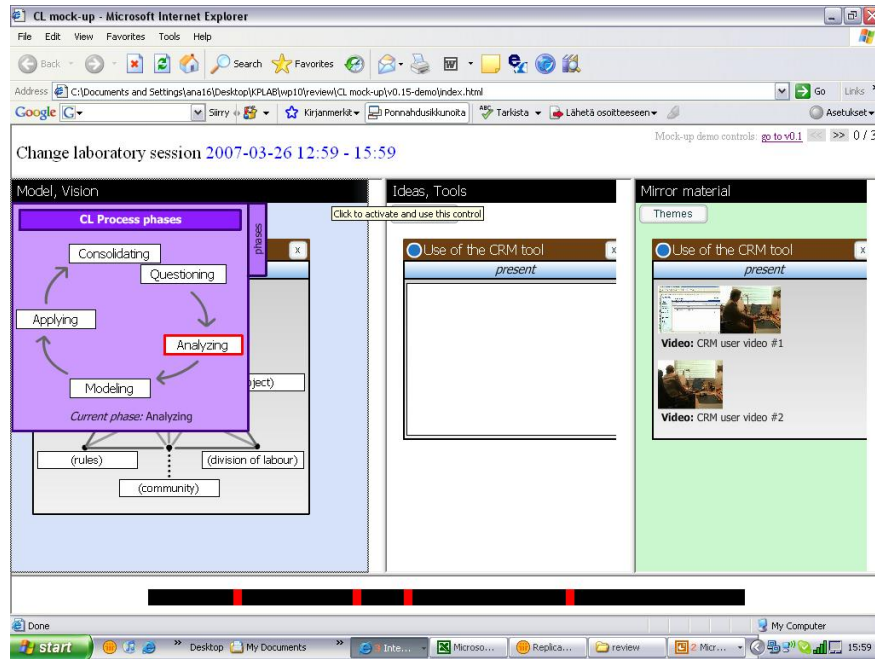 CL mock-up - Microsoft Internet Explorer
File Edit View Favorites Tools Help
Back Search Favorites
Address C:\Documents and Settings\ana16\Desktop\KPLAB\wp10\review\CL mock-up\v0.15-demo\index.html Go Links
Google G Siirry Kirjanmerkit Ponnahdusikkunoita Tarkista Lähetä osoitteeseen Asetukset
Mock-up demo controls: go to v0.1 << >> 0 / 3
Change laboratory session 2007-03-26 12:59 - 15:59
Model, Vision Ideas, Tools Mirror material
Click to activate and use this control
Themes
CL Process phases
phases
x
Consolidating
Questioning
Applying
Analyzing
Modeling
ject)
Current phase: Analyzing
(rules) (division of labour)
(community)
Use of the CRM tool x
present
Use of the CRM tool x
present
Video: CRM user video #1
Video: CRM user video #2
Done My Computer
start Desktop My Documents Inte... Microso... Replica... review 2 Micr... 15:59